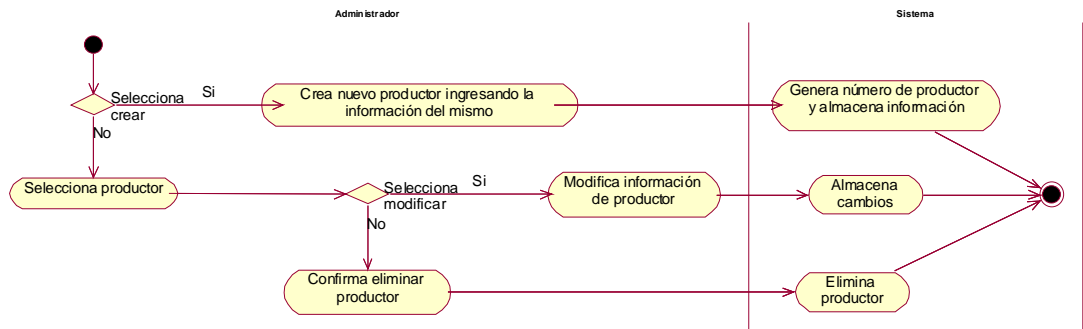 Administrador
Sistema
Selecciona
crear
Si
Crea nuevo productor ingresando la
información del mismo
Genera número de productor
y almacena información
No
Selecciona productor
Selecciona
modificar
Si
Modifica información
de productor
Almacena
cambios
No
Confirma eliminar
productor
Elimina
productor